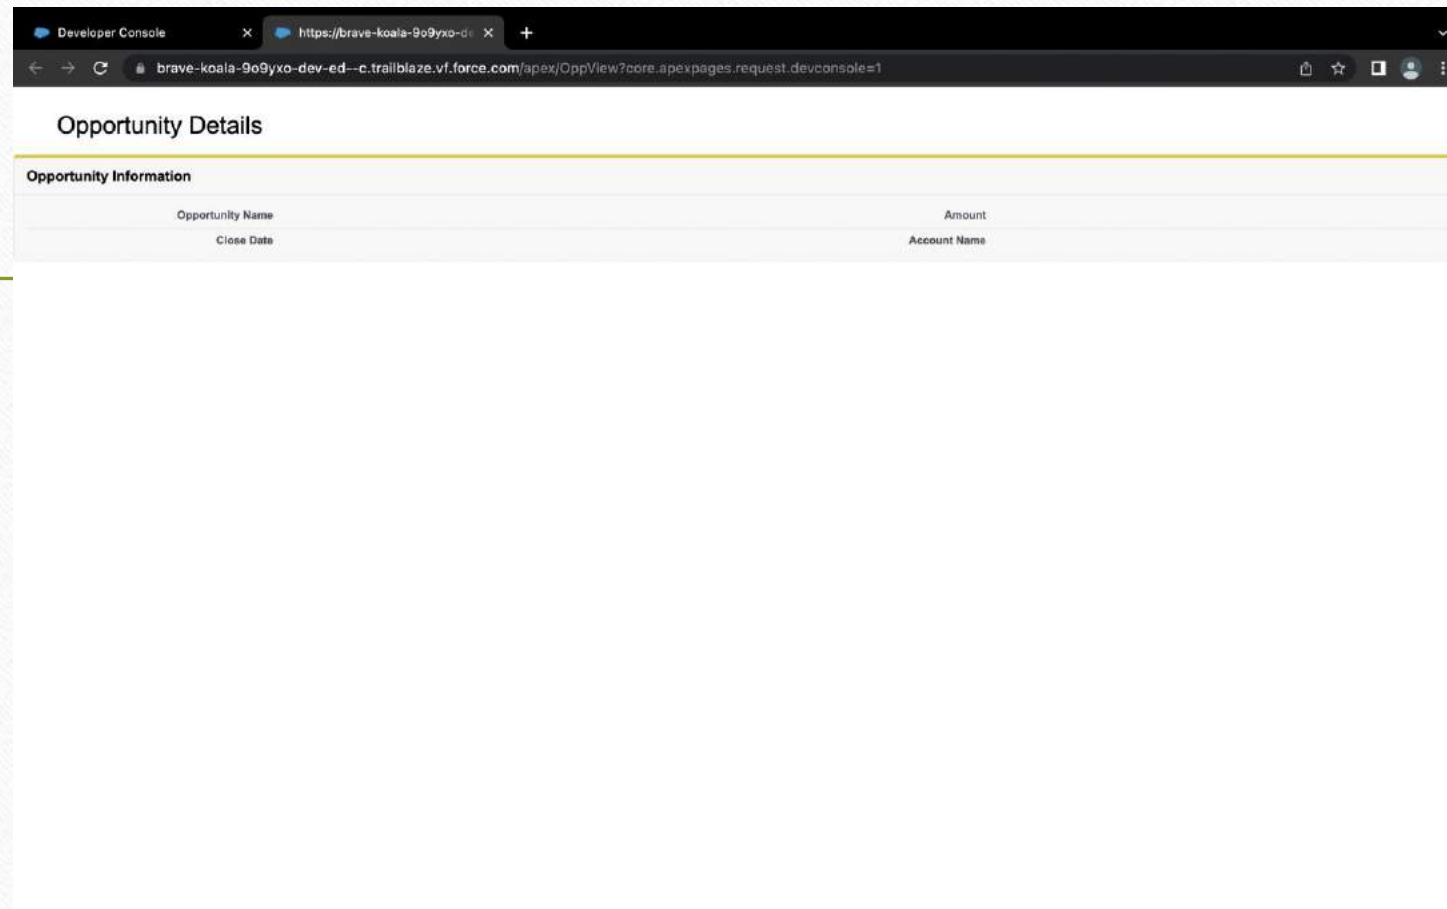 Developer Console
https://brave-koala-9o9yxo-de
brave-koala-9o9yxo-dev-ed--c.trailblaze.vf.force.com/apex/OppView?core.apexpages.request.devconsole=1
Opportunity Details
Opportunity Information
Opportunity Name Amount
Close Date Account Name